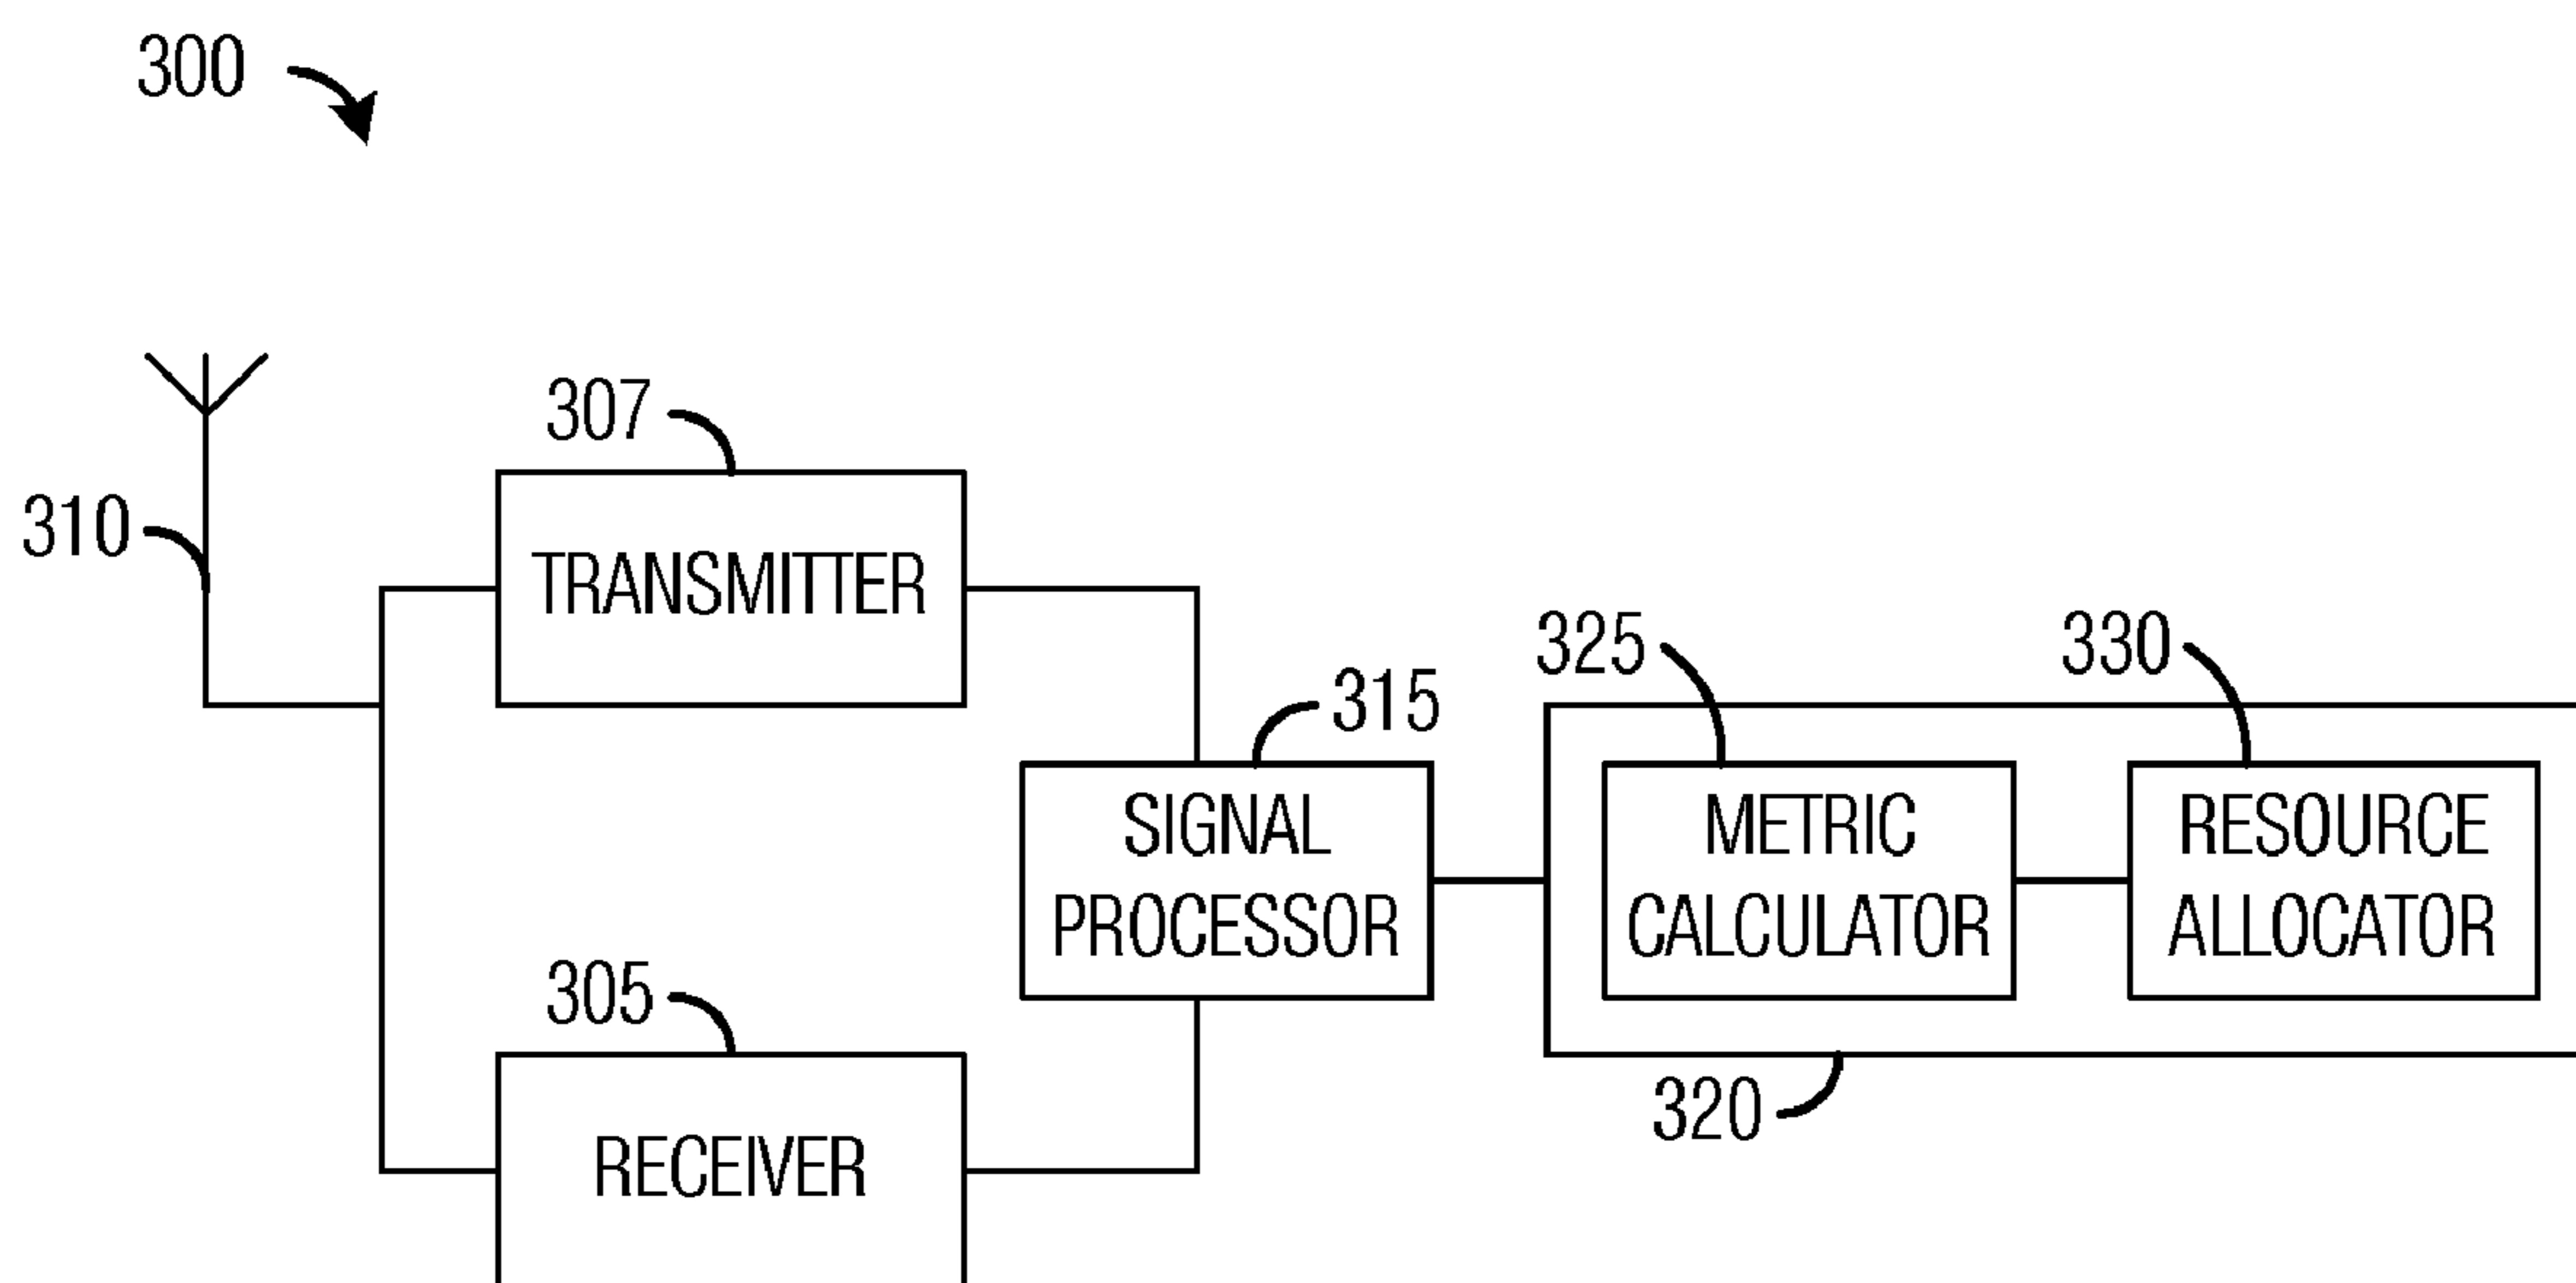 300
307
310
TRANSMITTER
325
330
315
SIGNAL
PROCESSOR
METRIC
CALCULATOR
RESOURCE
ALLOCATOR
305
320
RECEIVER